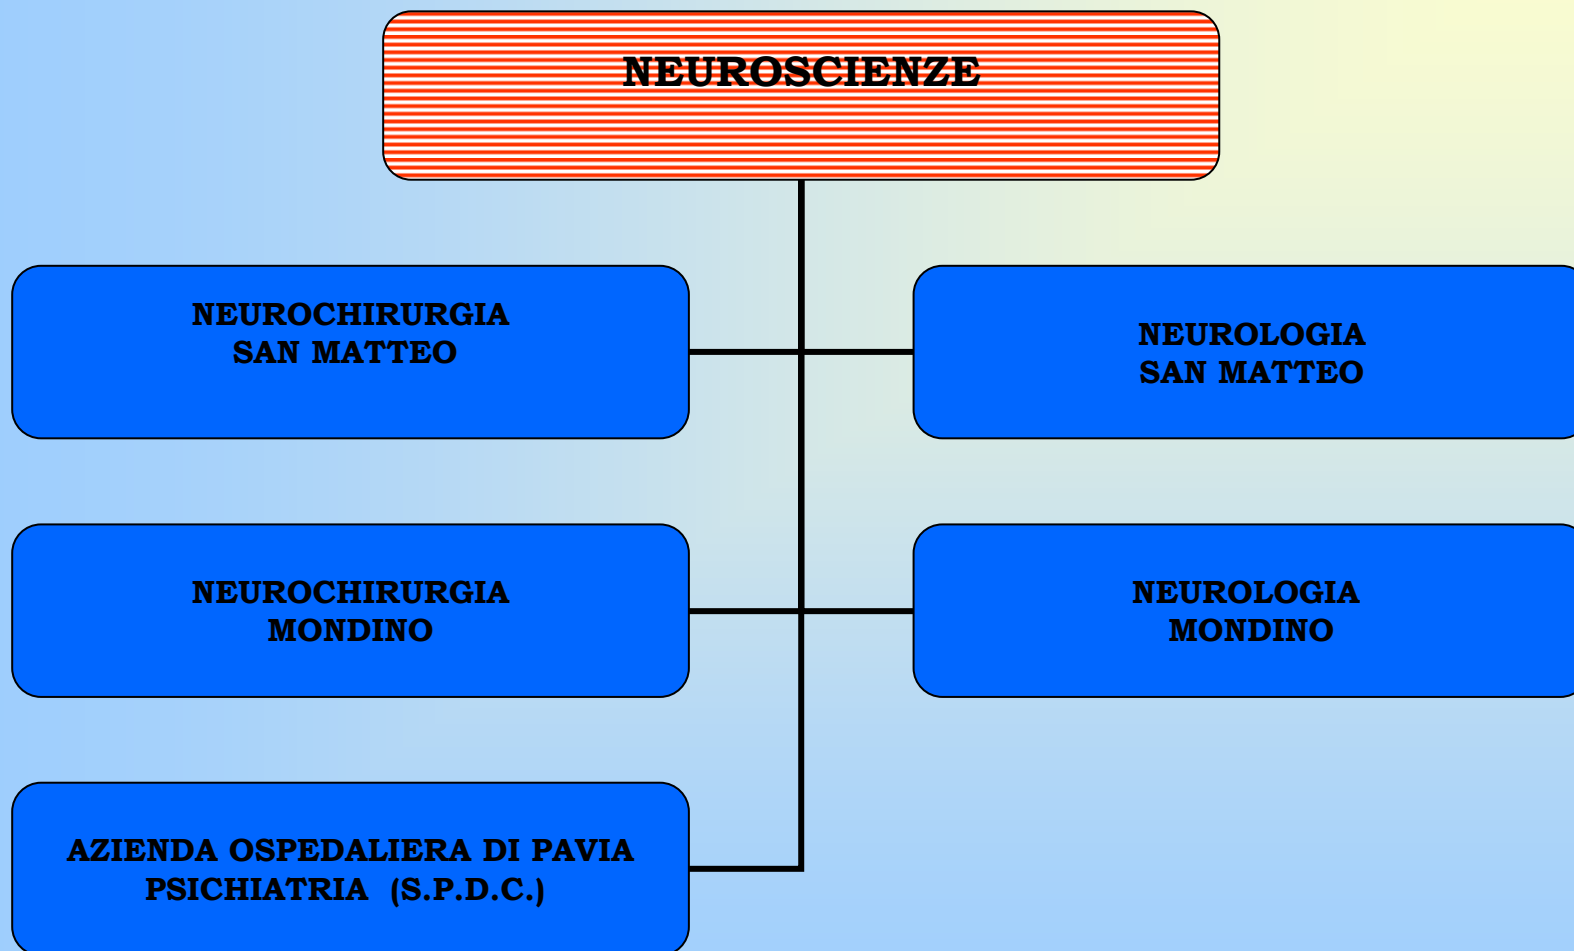 NEUROSCIENZE
NEUROCHIRURGIA
SAN MATTEO
NEUROLOGIA
SAN MATTEO
NEUROCHIRURGIA
MONDINO
NEUROLOGIA
MONDINO
AZIENDA OSPEDALIERA DI PAVIA
PSICHIATRIA (S.P.D.C.)